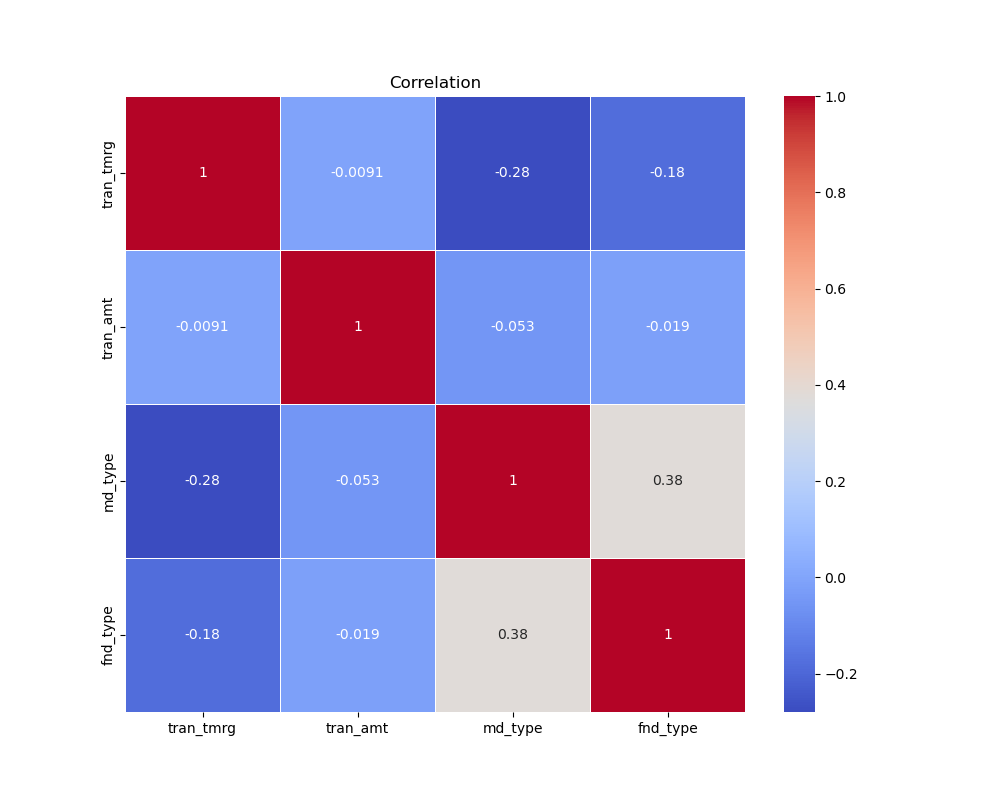 Correlation
tran_tmrg
1
-0.0091
-0.28
-0.18
tran_amt
-0.0091
1
-0.053
-0.019
md_type
-0.28
-0.053
1
0.38
fnd_type
-0.18
-0.019
0.38
1
tran_tmrg
tran_amt
md_type
fnd_type
1.0
0.8
0.6
0.4
0.2
0.0
−0.2